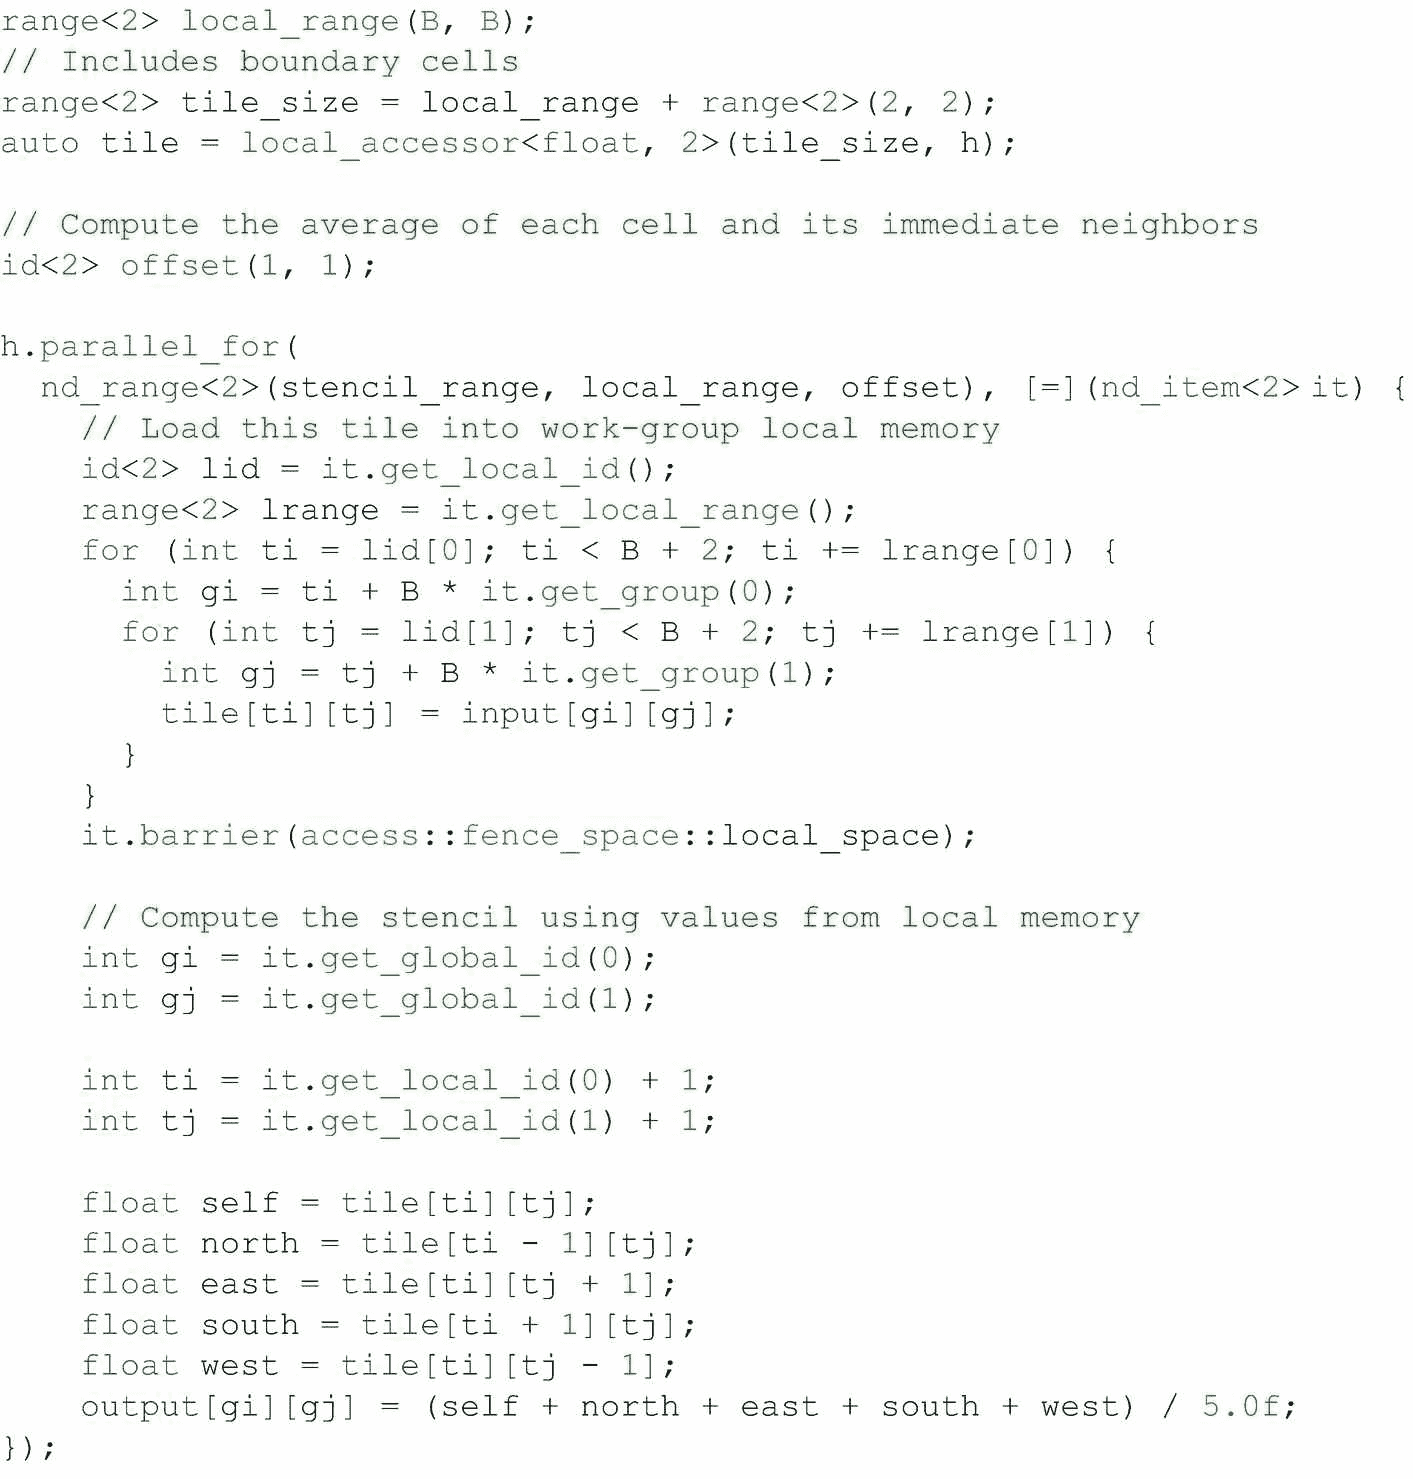 range<2> local_range(B, B);
// Includes boundary cells
range<2> tile_size = local_range + range<2>(2, 2);
auto tile = local_accessor<float, 2>(tile_size, h);

// Compute the average of each cell and its immediate neighbors
id<2> offset(1, 1);

h.parallel_for(
  nd_range<2>(stencil_range, local_range, offset), [=](nd_item<2> it) {
    // Load this tile into work-group local memory
    id<2> lid = it.get_local_id();
    range<2> lrange = it.get_local_range();
    for (int ti = lid[0]; ti < B + 2; ti += lrange[0]) {
      int gi = ti + B * it.get_group(0);
      for (int tj = lid[1]; tj < B + 2; tj += lrange[1]) {
        int gj = tj + B * it.get_group(1);
        tile[ti][tj] = input[gi][gj];
      }
    }
    it.barrier(access::fence_space::local_space);

    // Compute the stencil using values from local memory
    int gi = it.get_global_id(0);
    int gj = it.get_global_id(1);

    int ti = it.get_local_id(0) + 1;
    int tj = it.get_local_id(1) + 1;

    float self = tile[ti][tj];
    float north = tile[ti - 1][tj];
    float east = tile[ti][tj + 1];
    float south = tile[ti + 1][tj];
    float west = tile[ti][tj - 1];
    output[gi][gj] = (self + north + east + south + west) / 5.0f;
});